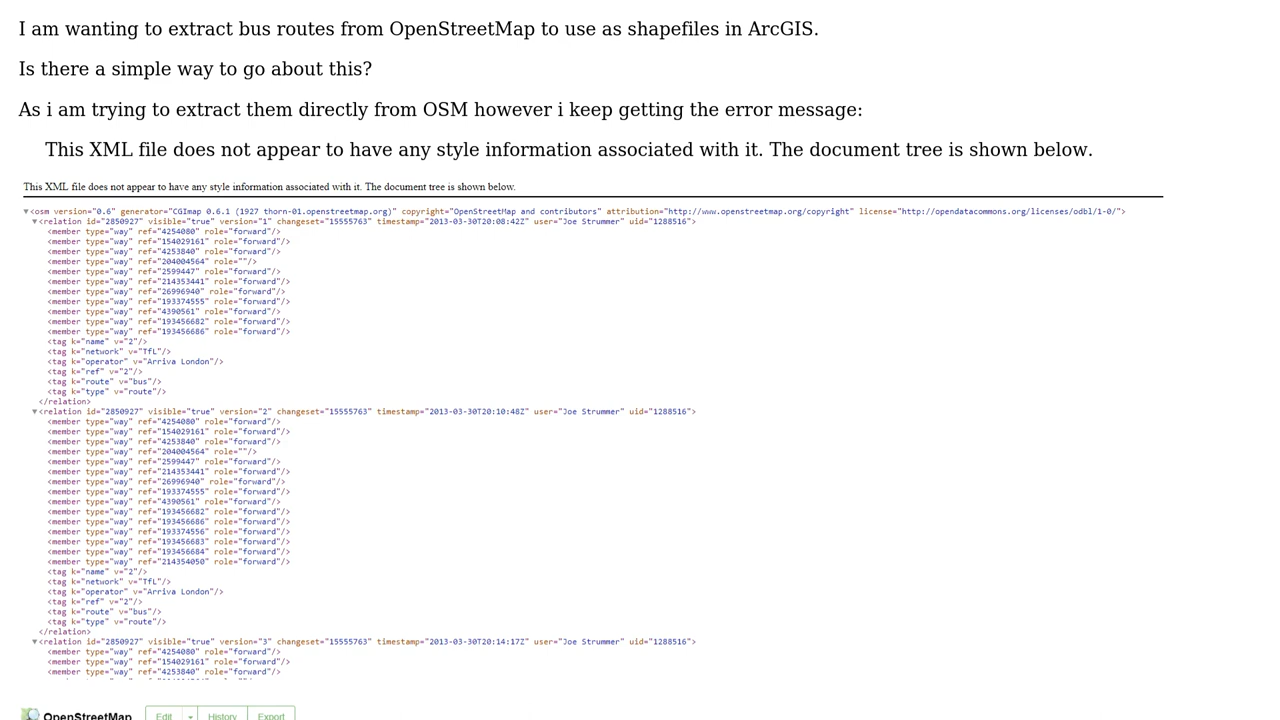 I am wanting to extract bus routes from OpenStreetMap to use as shapefiles in ArcGIS.
Is there a simple way to go about this?
As i am trying to extract them directly from OSM however i keep getting the error message:
This XML file does not appear to have any style information associated with it. The document tree is shown below.
This XML file does not appear to have any style information associated with it. The document tree is shown below.
▼<osm version="0.6" generator="CGImap 0.6.1 (1927 thorn-01.openstreetmap.org)" copyright="OpenStreetMap and contributors" attribution="http://www.openstreetmap.org/copyright" license="http://opendatacommons.org/licenses/odbl/1-0/">
▼<relation id="2850927" visible="true" version="1" changeset="15555763" timestamp="2013-03-30T20:08:42Z" user="Joe Strummer" uid="1288516">
<member type="way" ref="4254080" role="forward"/>
<member type="way" ref="154029161" role="forward"/>
<member type="way" ref="4253840" role="forward"/>
<member type="way" ref="204004564" role=""/>
<member type="way" ref="2599447" role="forward"/>
<member type="way" ref="214353441" role="forward"/>
<member type="way" ref="26996940" role="forward"/>
<member type="way" ref="193374555" role="forward"/>
<member type="way" ref="4390561" role="forward"/>
<member type="way" ref="193456682" role="forward"/>
<member type="way" ref="193456686" role="forward"/>
<tag k="name" v="2"/>
<tag k="network" v="TfL"/>
<tag k="operator" v="Arriva London"/>
<tag k="ref" v="2"/>
<tag k="route" v="bus"/>
<tag k="type" v="route"/>
</relation>
▼<relation id="2850927" visible="true" version="2" changeset="15555763" timestamp="2013-03-30T20:10:48Z" user="Joe Strummer" uid="1288516">
<member type="way" ref="4254080" role="forward"/>
<member type="way" ref="154029161" role="forward"/>
<member type="way" ref="4253840" role="forward"/>
<member type="way" ref="204004564" role=""/>
<member type="way" ref="2599447" role="forward"/>
<member type="way" ref="214353441" role="forward"/>
<member type="way" ref="26996940" role="forward"/>
<member type="way" ref="193374555" role="forward"/>
<member type="way" ref="4390561" role="forward"/>
<member type="way" ref="193456682" role="forward"/>
<member type="way" ref="193456686" role="forward"/>
<member type="way" ref="193374556" role="forward"/>
<member type="way" ref="193456683" role="forward"/>
<member type="way" ref="193456684" role="forward"/>
<member type="way" ref="214354050" role="forward"/>
<tag k="name" v="2"/>
<tag k="network" v="TfL"/>
<tag k="operator" v="Arriva London"/>
<tag k="ref" v="2"/>
<tag k="route" v="bus"/>
<tag k="type" v="route"/>
</relation>
▼<relation id="2850927" visible="true" version="3" changeset="15555763" timestamp="2013-03-30T20:14:17Z" user="Joe Strummer" uid="1288516">
<member type="way" ref="4254080" role="forward"/>
<member type="way" ref="154029161" role="forward"/>
<member type="way" ref="4253840" role="forward"/>
OpenStreetMap Edit History Export